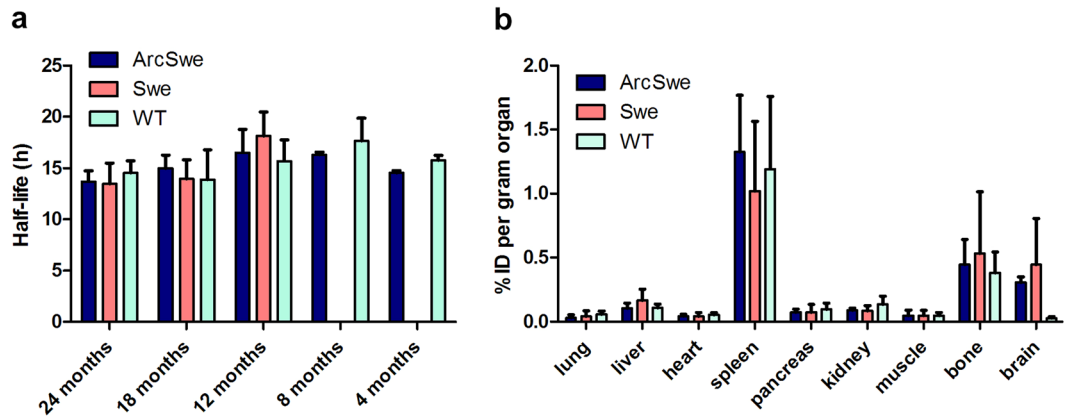 a
ArcSwe
Swe
WT
Half-life (h)
25
20
15
10
5
0
24 months
18 months
12 months
8 months
4 months
b
ArcSwe
Swe
WT
% ID per gram organ
2.0
1.5
1.0
0.5
0.0
lung
liver
heart
spleen
pancreas
kidney
muscle
bone
brain